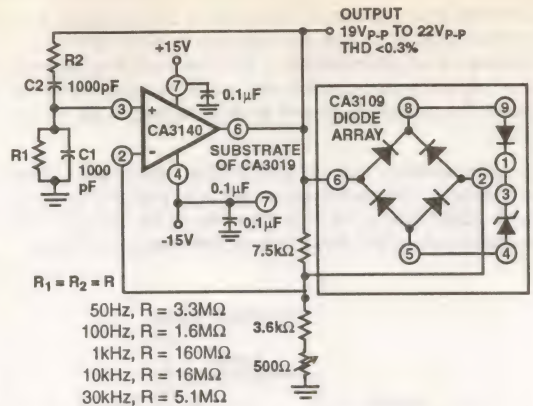 OUTPUT
19VP-P TO 22VP-P
THD <0.3%
+15V
R2
C2 1000pF
7
0.1μF
CA3109
DIODE
ARRAY
8
9
3
+
CA3140
6
SUBSTRATE
OF CA3019
R1
C1
1000
pF
2
-
4
0.1μF
7
0.1μF
-15V
6
2
1
3
5
4
7.5kΩ
R1 = R2 = R
3.6kΩ
500Ω
50Hz, R = 3.3MΩ
100Hz, R = 1.6MΩ
1kHz, R = 160MΩ
10kHz, R = 16MΩ
30kHz, R = 5.1MΩ